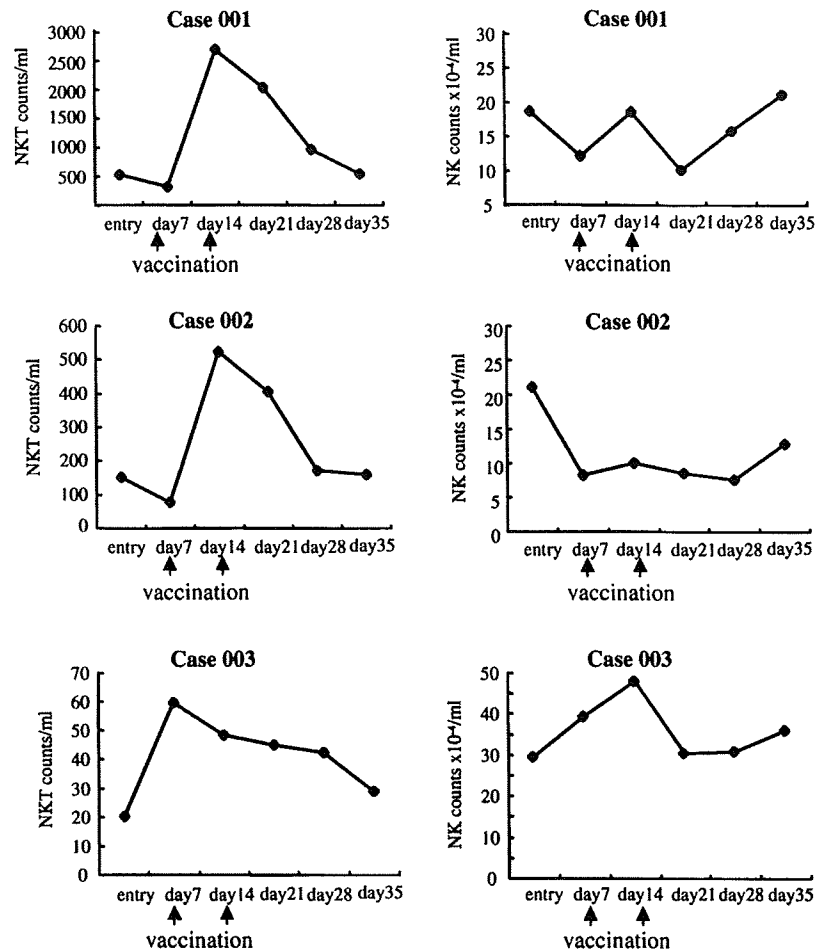 Case 001
NKT counts/ml
3000
2500
2000
1500
1000
500
entry day7 day14 day21 day28 day35
vaccination
Case 001
NK counts x10⁻⁴/ml
30
25
20
15
10
5
entry day7 day14 day21 day28 day35
vaccination
Case 002
NKT counts/ml
600
500
400
300
200
100
0
entry day7 day14 day21 day28 day35
vaccination
Case 002
NK counts x10⁻⁴/ml
30
25
20
15
10
5
0
entry day7 day14 day21 day28 day35
vaccination
Case 003
NKT counts/ml
70
60
50
40
30
20
10
0
entry day7 day14 day21 day28 day35
vaccination
Case 003
NK counts x10⁻⁴/ml
50
40
30
20
10
0
entry day7 day14 day21 day28 day35
vaccination